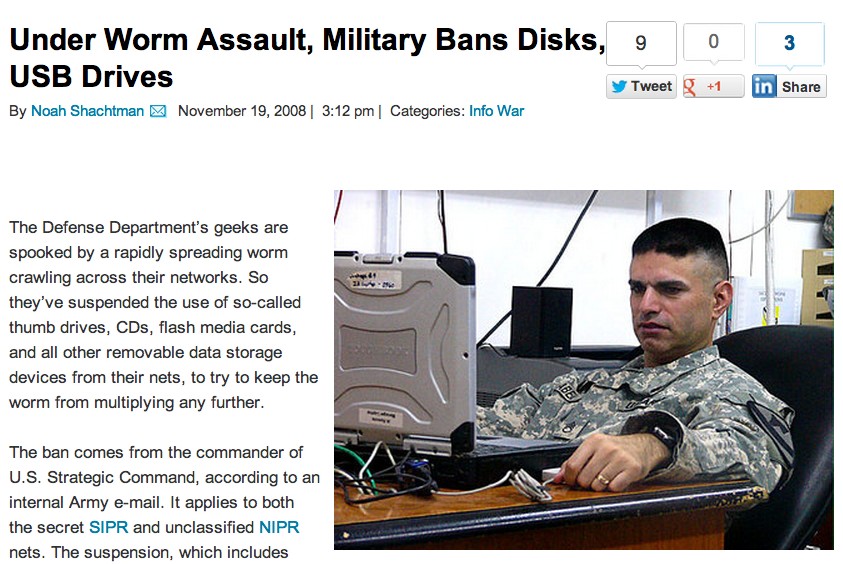 Under Worm Assault, Military Bans Disks,
USB Drives
9
0
3
Tweet
+1
in Share
By Noah Shachtman November 19, 2008 | 3:12 pm | Categories: Info War
The Defense Department’s geeks are
spooked by a rapidly spreading worm
crawling across their networks. So
they’ve suspended the use of so-called
thumb drives, CDs, flash media cards,
and all other removable data storage
devices from their nets, to try to keep the
worm from multiplying any further.
The ban comes from the commander of
U.S. Strategic Command, according to an
internal Army e-mail. It applies to both
the secret SIPR and unclassified NIPR
nets. The suspension, which includes